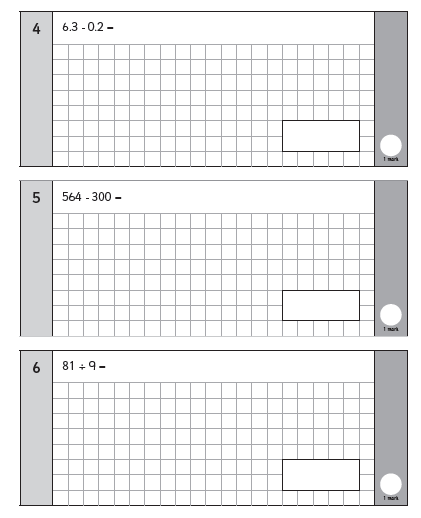 4
6.3 - 0.2 =
1 mark
5
564 - 300 =
1 mark
6
81 ÷ 9 =
1 mark